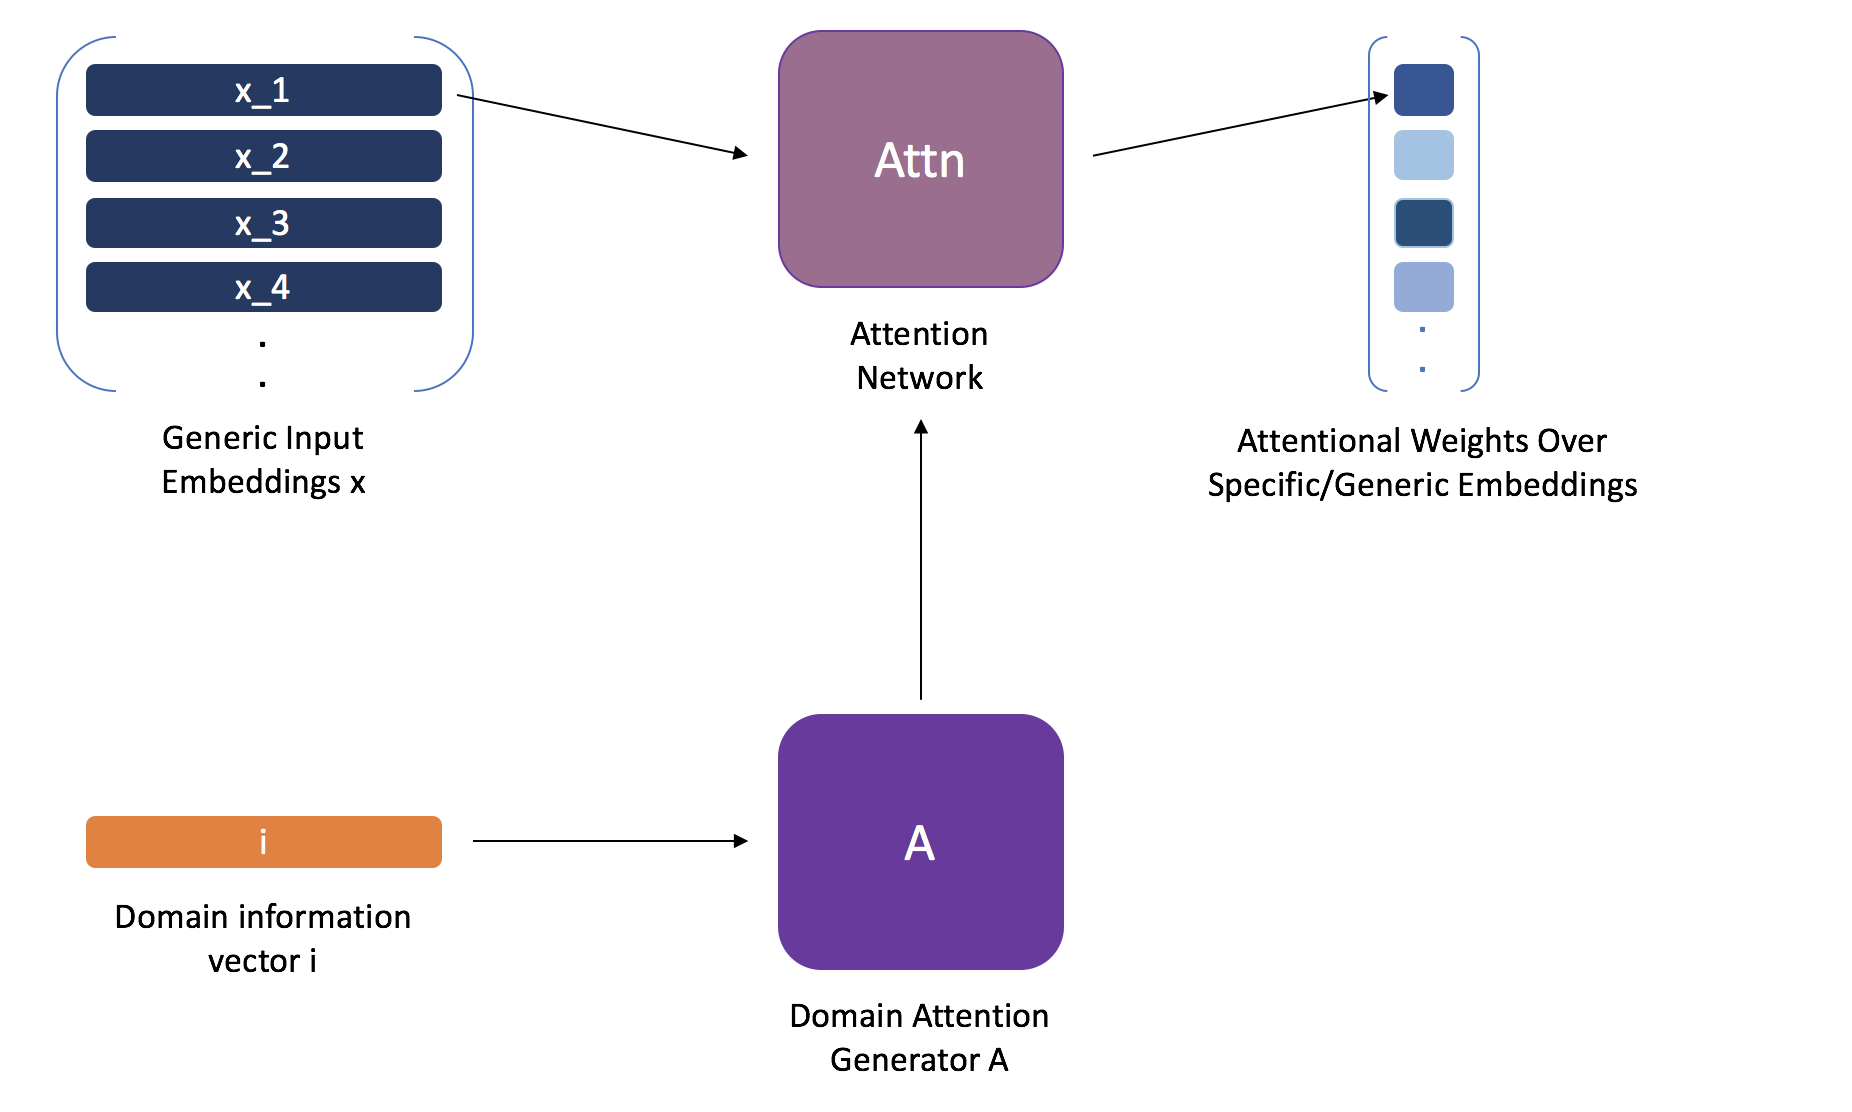 x_1
x_2
x_3
x_4
.
.
Generic Input
Embeddings x
Attn
Attention
Network
.
.
Attentional Weights Over
Specific/Generic Embeddings
i
Domain information
vector i
A
Domain Attention
Generator A